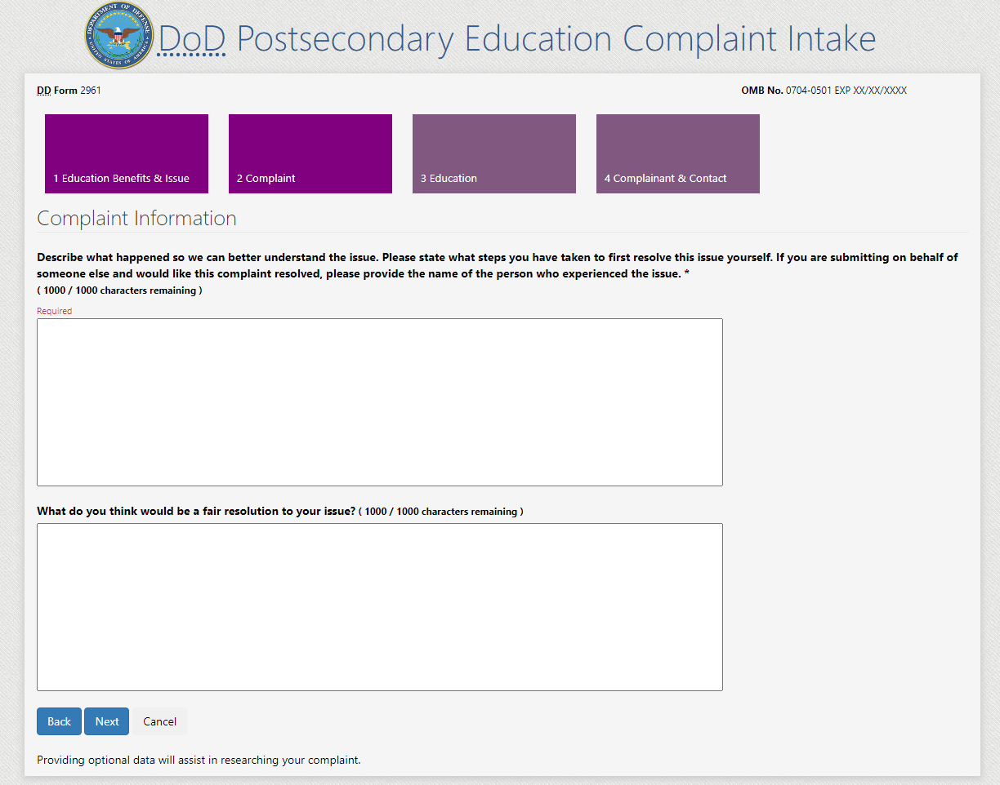 DEPARTMENT OF DEFENSE
UNITED STATES OF AMERICA
DoD Postsecondary Education Complaint Intake
DD Form 2961
OMB No. 0704-0501 EXP XX/XX/XXXX
1 Education Benefits & Issue
2 Complaint
3 Education
4 Complainant & Contact
Complaint Information
Describe what happened so we can better understand the issue. Please state what steps you have taken to first resolve this issue yourself. If you are submitting on behalf of
someone else and would like this complaint resolved, please provide the name of the person who experienced the issue. *
( 1000 / 1000 characters remaining )
Required
What do you think would be a fair resolution to your issue? ( 1000 / 1000 characters remaining )
Back
Next
Cancel
Providing optional data will assist in researching your complaint.